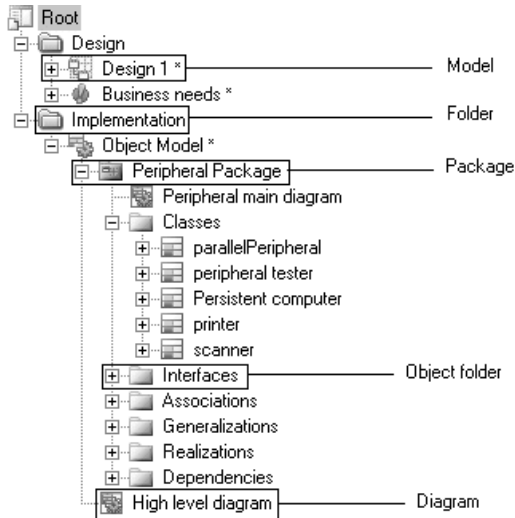 Root
Design
Design 1 * Model
Business needs *
Implementation Folder
Object Model *
Peripheral Package Package
Peripheral main diagram
Classes
parallelPeripheral
peripheral tester
Persistent computer
printer
scanner
Interfaces Object folder
Associations
Generalizations
Realizations
Dependencies
High level diagram Diagram